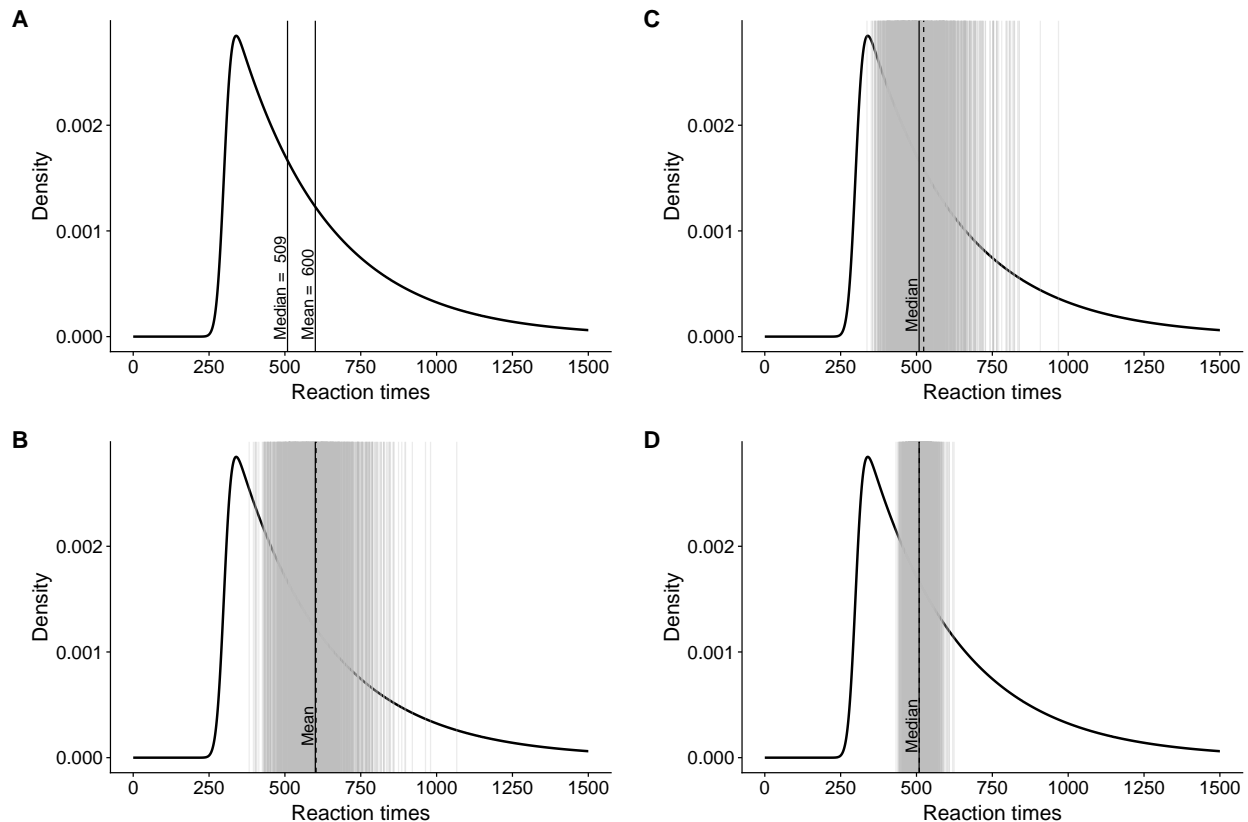 A
Density
0.002
0.001
0.000
Median = 509
Mean = 600
0 250 500 750 1000 1250 1500
Reaction times
B
Density
0.002
0.001
0.000
Mean
0 250 500 750 1000 1250 1500
Reaction times
C
Density
0.002
0.001
0.000
Median
0 250 500 750 1000 1250 1500
Reaction times
D
Density
0.002
0.001
0.000
Median
0 250 500 750 1000 1250 1500
Reaction times